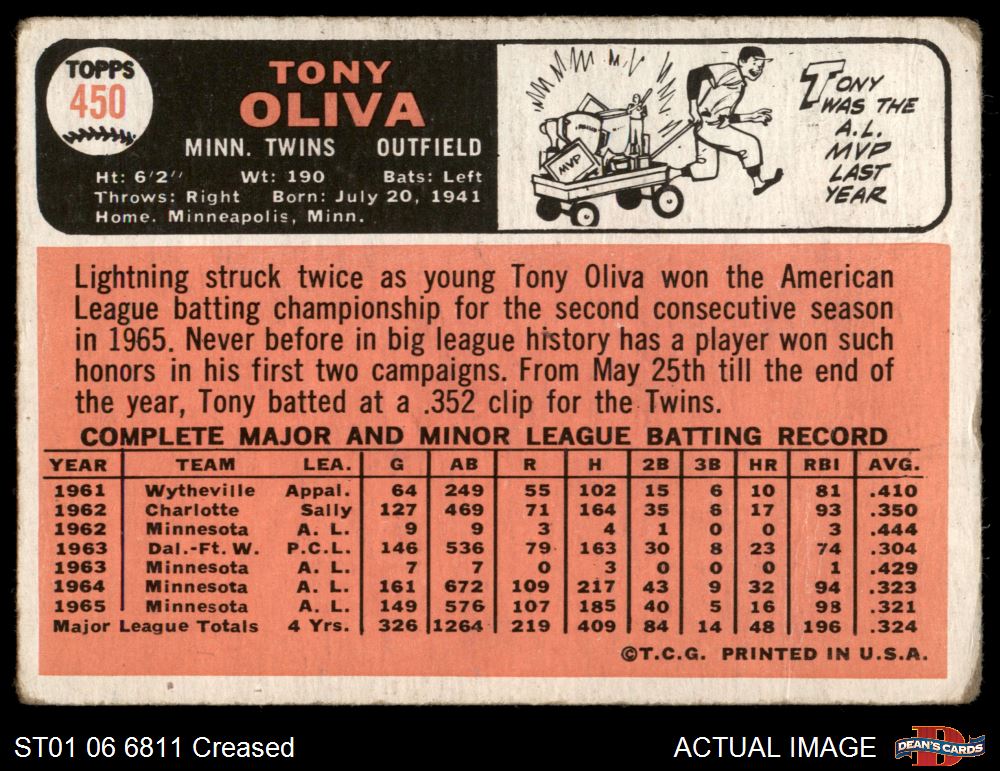 TOPPS
450
TONY
OLIVA
MINN. TWINS OUTFIELD
Ht: 6'2" Wt: 190 Bats: Left
Throws: Right Born: July 20, 1941
Home. Minneapolis, Minn.
MVP
TONY
WAS THE
A.L.
MVP
LAST
YEAR
Lightning struck twice as young Tony Oliva won the American
League batting championship for the second consecutive season
in 1965. Never before in big league history has a player won such
honors in his first two campaigns. From May 25th till the end of
the year, Tony batted at a .352 clip for the Twins.
COMPLETE MAJOR AND MINOR LEAGUE BATTING RECORD
YEAR TEAM LEA. G AB R H 2B 3B HR RBI AVG.
1961 Wytheville Appal. 64 249 55 102 15 6 10 81 .410
1962 Charlotte Sally 127 469 71 164 35 6 17 93 .350
1962 Minnesota A. L. 9 9 3 4 1 0 0 3 .444
1963 Dal.-Ft. W. P.C.L. 146 536 79 163 30 8 23 74 .304
1963 Minnesota A. L. 7 7 0 3 0 0 0 1 .429
1964 Minnesota A. L. 161 672 109 217 43 9 32 94 .323
1965 Minnesota A. L. 149 576 107 185 40 5 16 98 .321
Major League Totals 4 Yrs. 326 1264 219 409 84 14 48 196 .324
©T.C.G. PRINTED IN U.S.A.
ST01 06 6811 Creased
ACTUAL IMAGE
DEAN'S CARDS